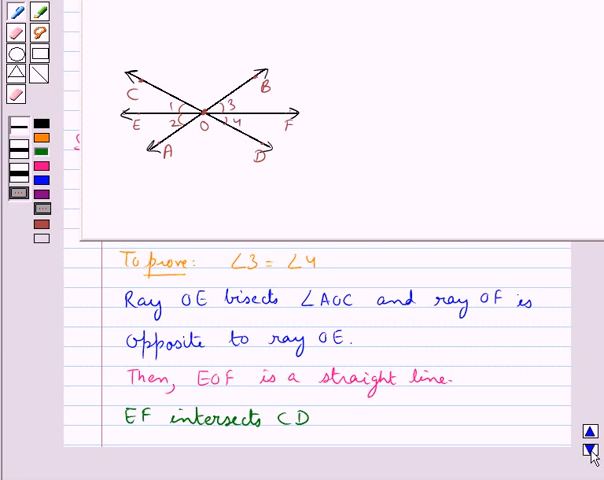 C
B
1
3
E
2
O
4
F
A
D
To prove: ∠3 = ∠4
Ray OE bisects ∠AOC and ray OF is
opposite to ray OE.
Then, EOF is a straight line.
EF intersects CD